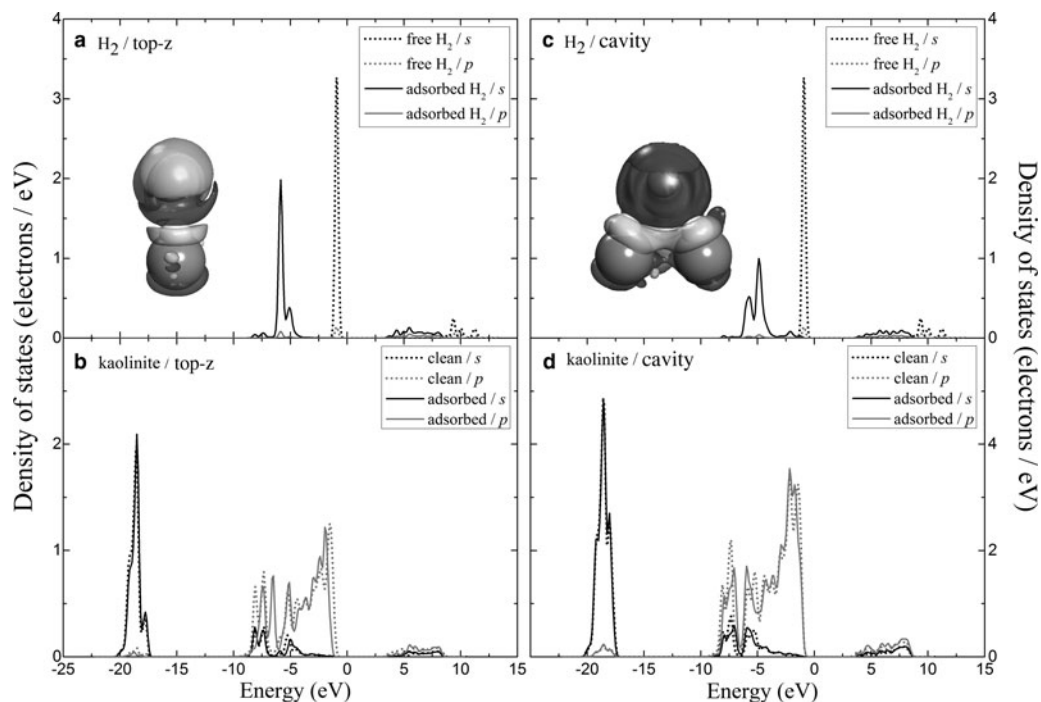 a H2 / top-z
free H2 / s
free H2 / p
adsorbed H2 / s
adsorbed H2 / p
4
3
2
1
0
c H2 / cavity
free H2 / s
free H2 / p
adsorbed H2 / s
adsorbed H2 / p
4
3
2
1
0
b kaolinite / top-z
clean / s
clean / p
adsorbed / s
adsorbed / p
2
1
0
d kaolinite / cavity
clean / s
clean / p
adsorbed / s
adsorbed / p
4
2
0
-25 -20 -15 -10 -5 0 5 10 15
-20 -15 -10 -5 0 5 10 15
Energy (eV)
Energy (eV)
Density of states (electrons / eV)
Density of states (electrons / eV)